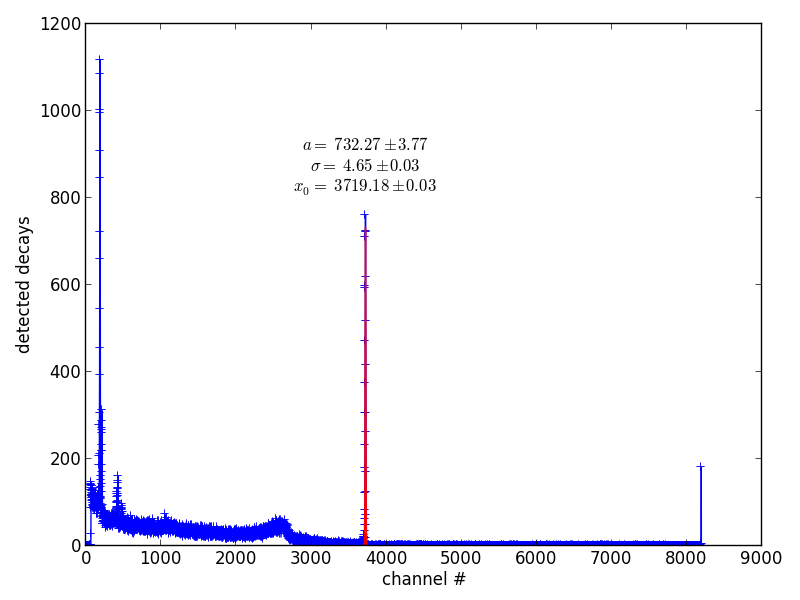 1200
1000
800
600
400
200
0
a = 732.27 ±3.77
σ = 4.65 ±0.03
x₀ = 3719.18 ±0.03
detected decays
0 1000 2000 3000 4000 5000 6000 7000 8000 9000
channel #